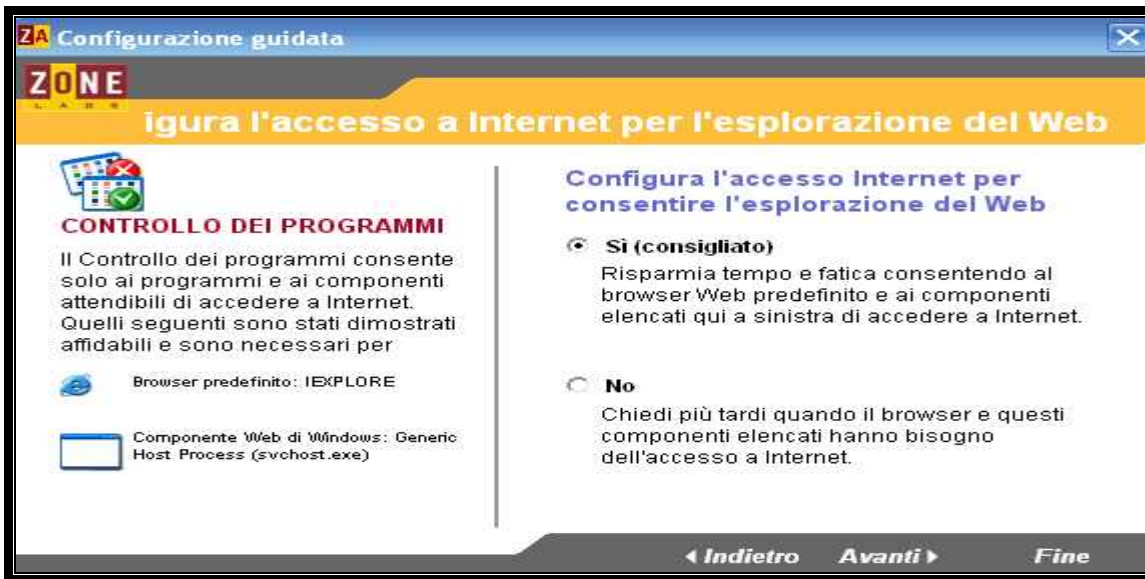 ZA Configurazione guidata
ZONE
LABS
igura l'accesso a Internet per l'esplorazione del Web
CONTROLLO DEI PROGRAMMI
Il Controllo dei programmi consente
solo ai programmi e ai componenti
attendibili di accedere a Internet.
Quelli seguenti sono stati dimostrati
affidabili e sono necessari per
Browser predefinito: IEXPLORE
Componente Web di Windows: Generic
Host Process (svchost.exe)
Configura l'accesso Internet per
consentire l'esplorazione del Web
Sì (consigliato)
Risparmia tempo e fatica consentendo al
browser Web predefinito e ai componenti
elencati qui a sinistra di accedere a Internet.
No
Chiedi più tardi quando il browser e questi
componenti elencati hanno bisogno
dell'accesso a Internet.
Indietro Avanti Fine